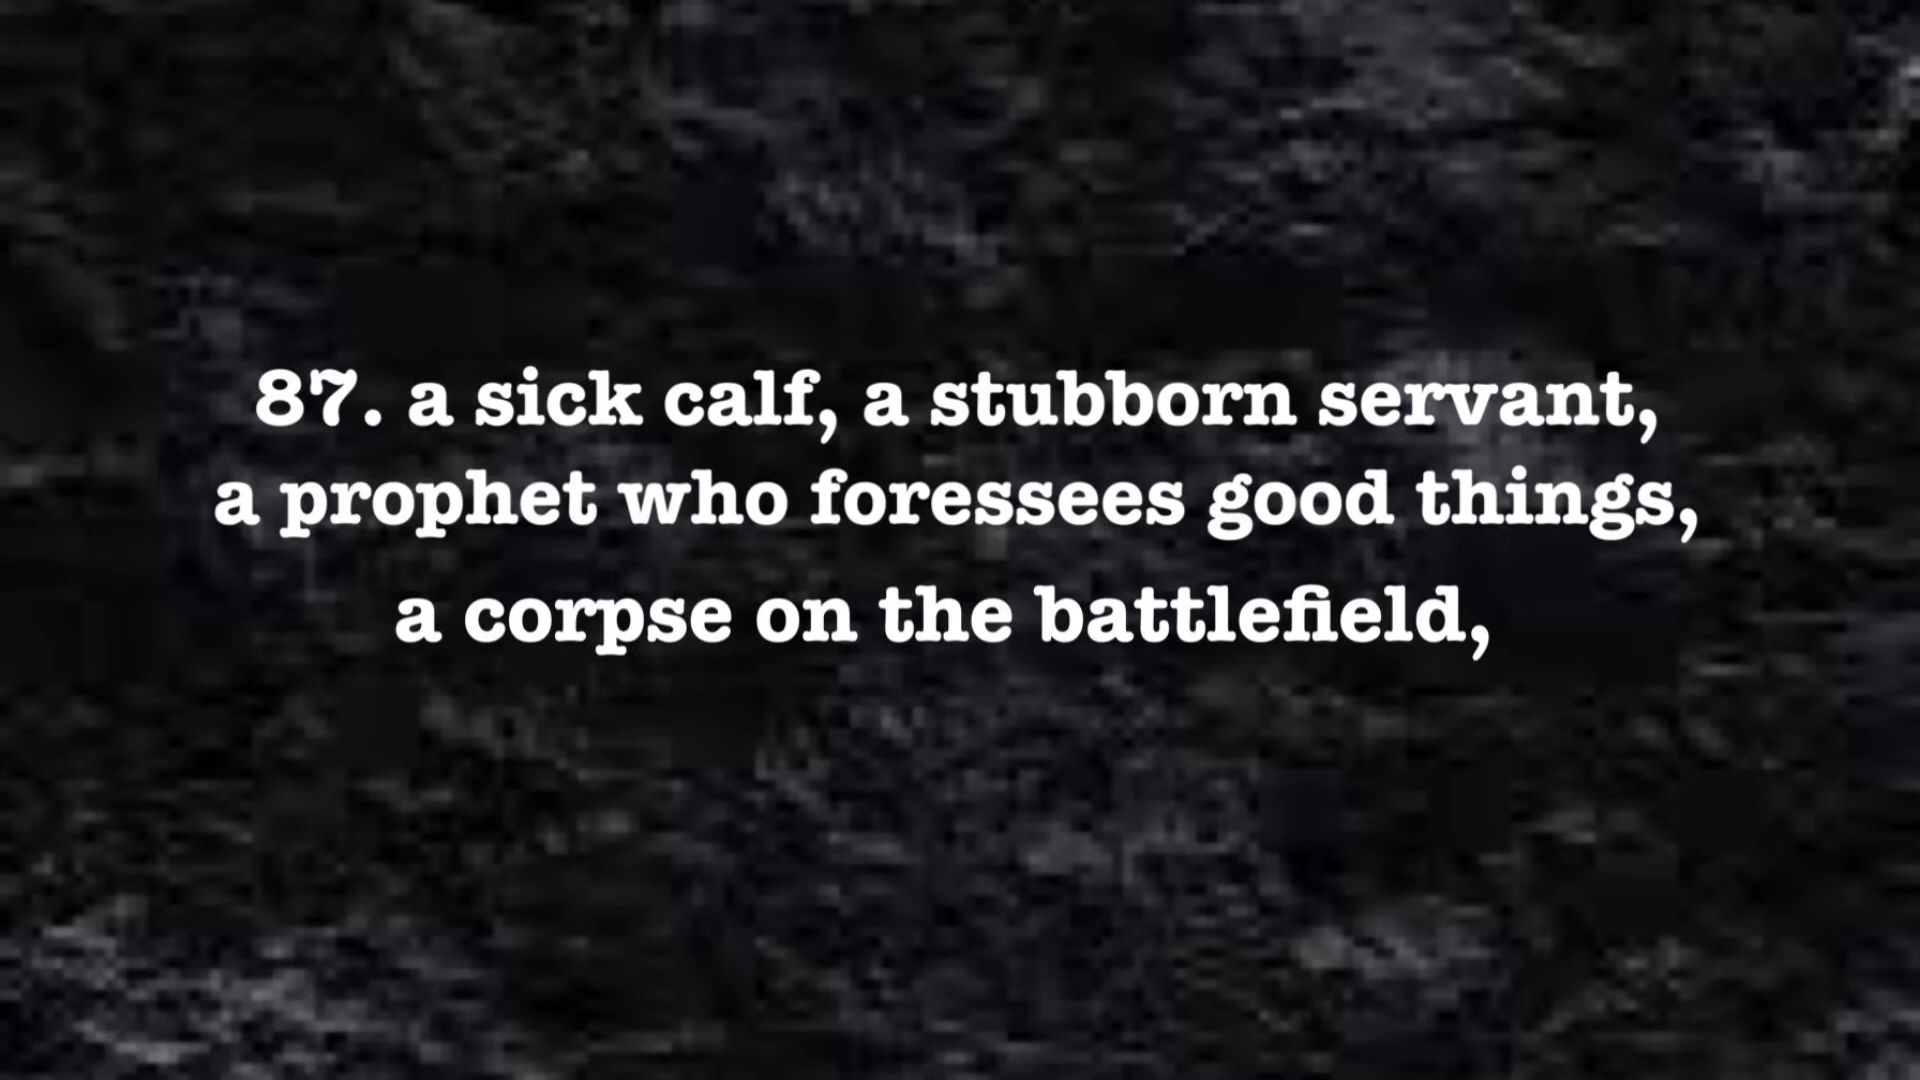 87. a sick calf, a stubborn servant,
a prophet who foressees good things,
a corpse on the battlefield,